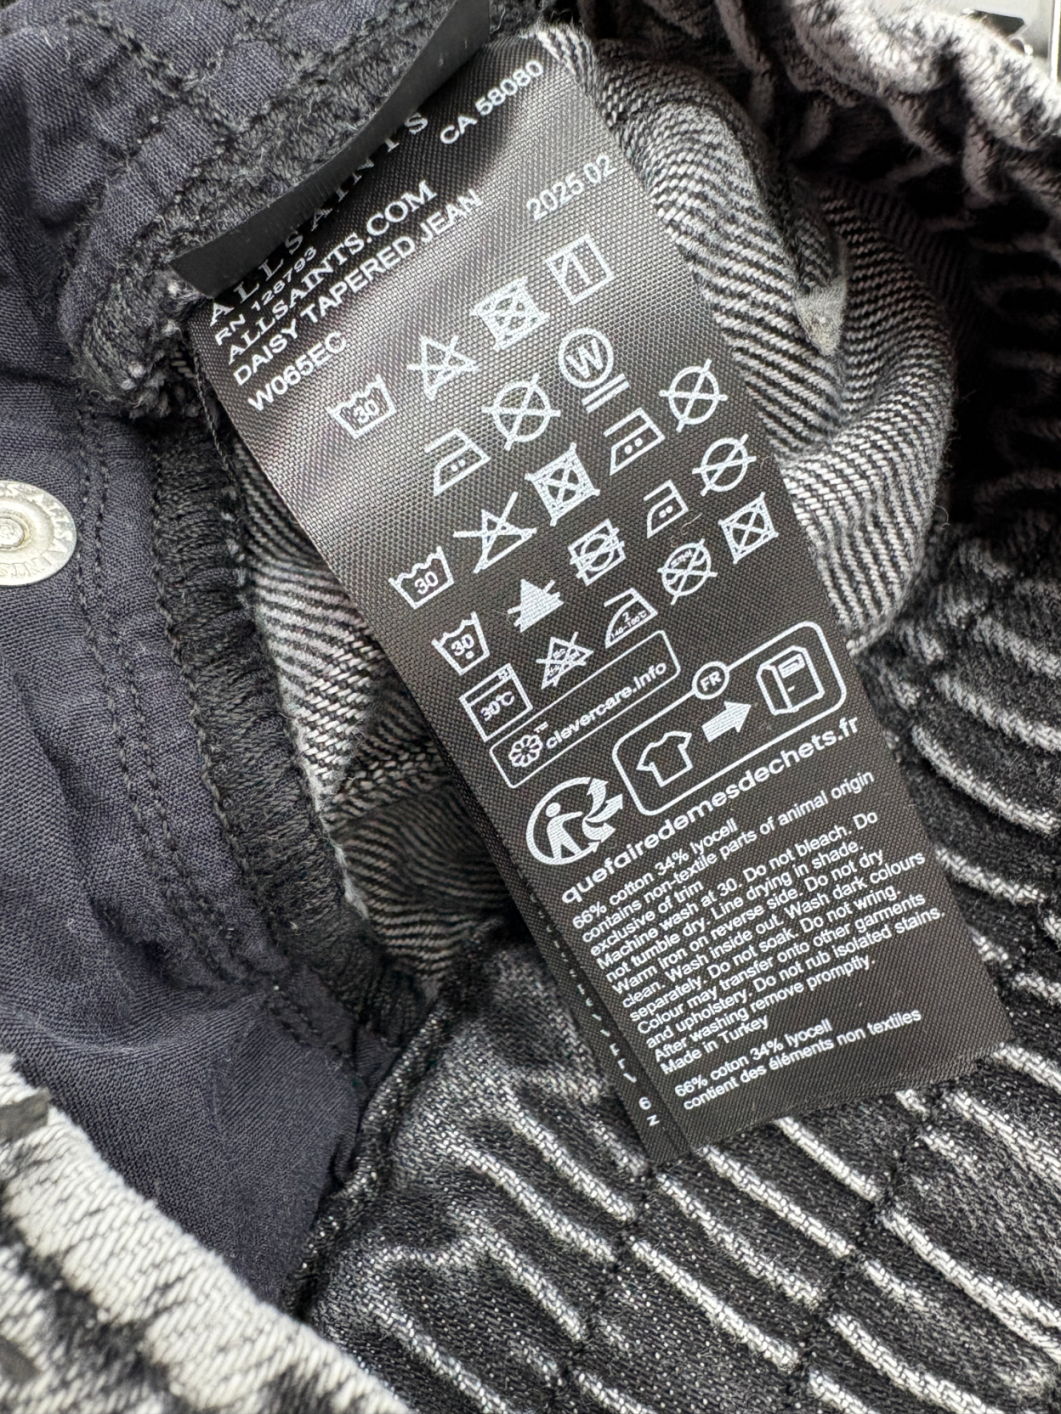 ALLSAINTS
CA 58080
RN 128793
ALLSAINTS.COM
DAISY TAPERED JEAN
2025 02
W065EC
30
W
30
30
30℃
clevercare.info
TM
FR
quefairedemesdechets.fr
66% cotton 34% lyocell
contains non-textile parts of animal origin
exclusive of trim
Machine wash at 30. Do not bleach. Do
not tumble dry. Line drying in shade.
Warm iron on reverse side. Do not dry
clean. Wash inside out. Wash dark colours
separately. Do not soak. Do not wring.
Colour may transfer onto other garments
and upholstery. Do not rub isolated stains.
After washing remove promptly.
Made in Turkey
66% coton 34% lyocell
contient des éléments non textiles